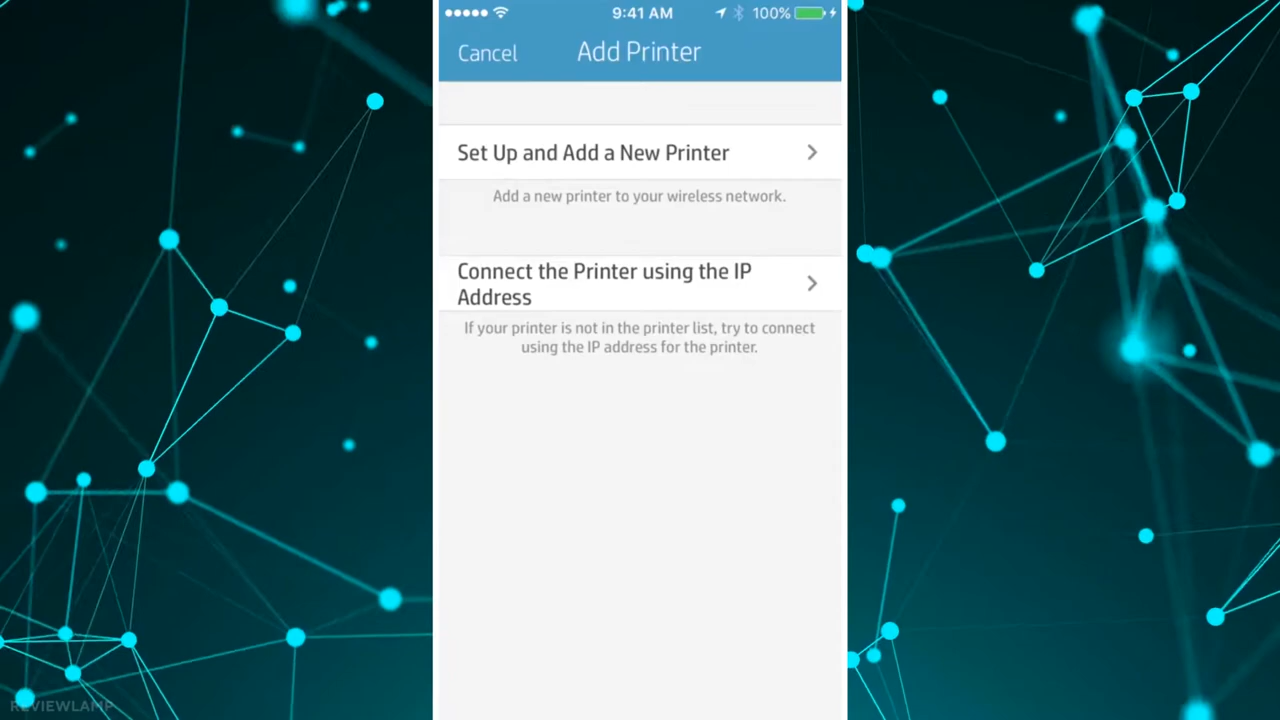 9:41 AM
100%
Cancel
Add Printer
Set Up and Add a New Printer
Add a new printer to your wireless network.
Connect the Printer using the IP
Address
If your printer is not in the printer list, try to connect
using the IP address for the printer.
REVIEWLAMP